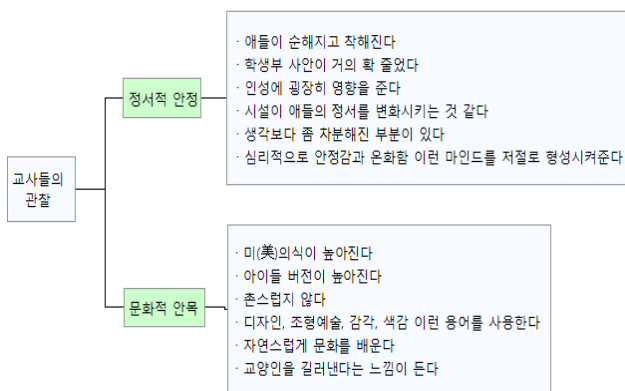 교사들의
관찰
정서적 안정
· 애들이 순해지고 착해진다
· 학생부 사안이 거의 확 줄었다
· 인성에 굉장히 영향을 준다
· 시설이 애들의 정서를 변화시키는 것 같다
· 생각보다 좀 차분해진 부분이 있다
· 심리적으로 안정감과 온화함 이런 마인드를 저절로 형성시켜준다
문화적 안목
· 미(美)의식이 높아진다
· 아이들 버전이 높아진다
· 촌스럽지 않다
· 디자인, 조형예술, 감각, 색감 이런 용어를 사용한다
· 자연스럽게 문화를 배운다
· 교양인을 길러낸다는 느낌이 든다